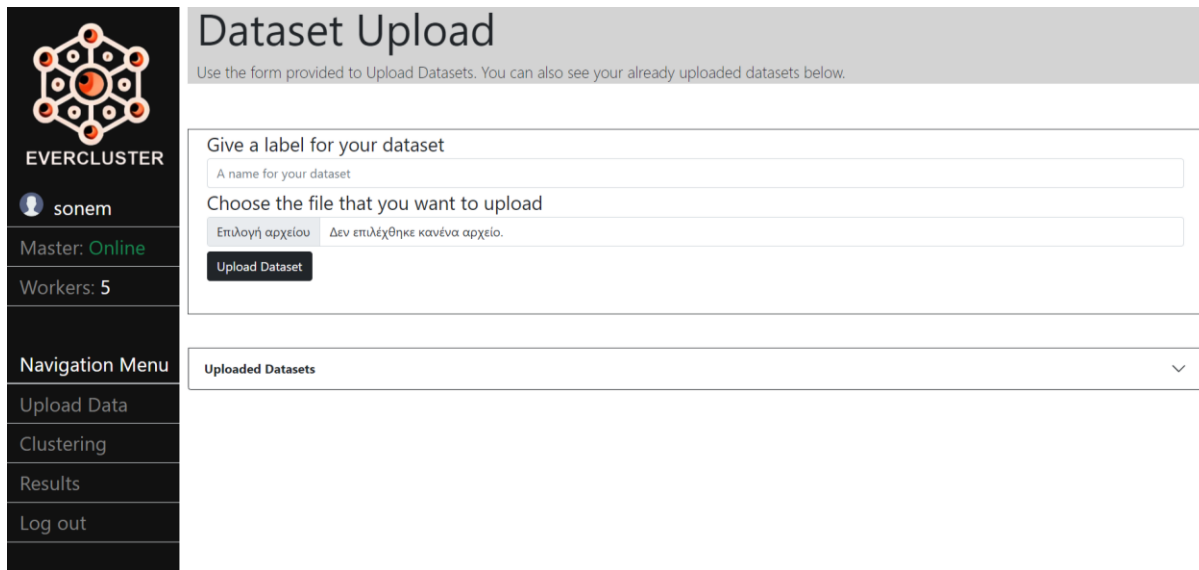 EVERCLUSTER
sonem
Master: Online
Workers: 5
Navigation Menu
Upload Data
Clustering
Results
Log out
Dataset Upload
Use the form provided to Upload Datasets. You can also see your already uploaded datasets below.
Give a label for your dataset
A name for your dataset
Choose the file that you want to upload
Επιλογή αρχείου Δεν επιλέχθηκε κανένα αρχείο.
Upload Dataset
Uploaded Datasets